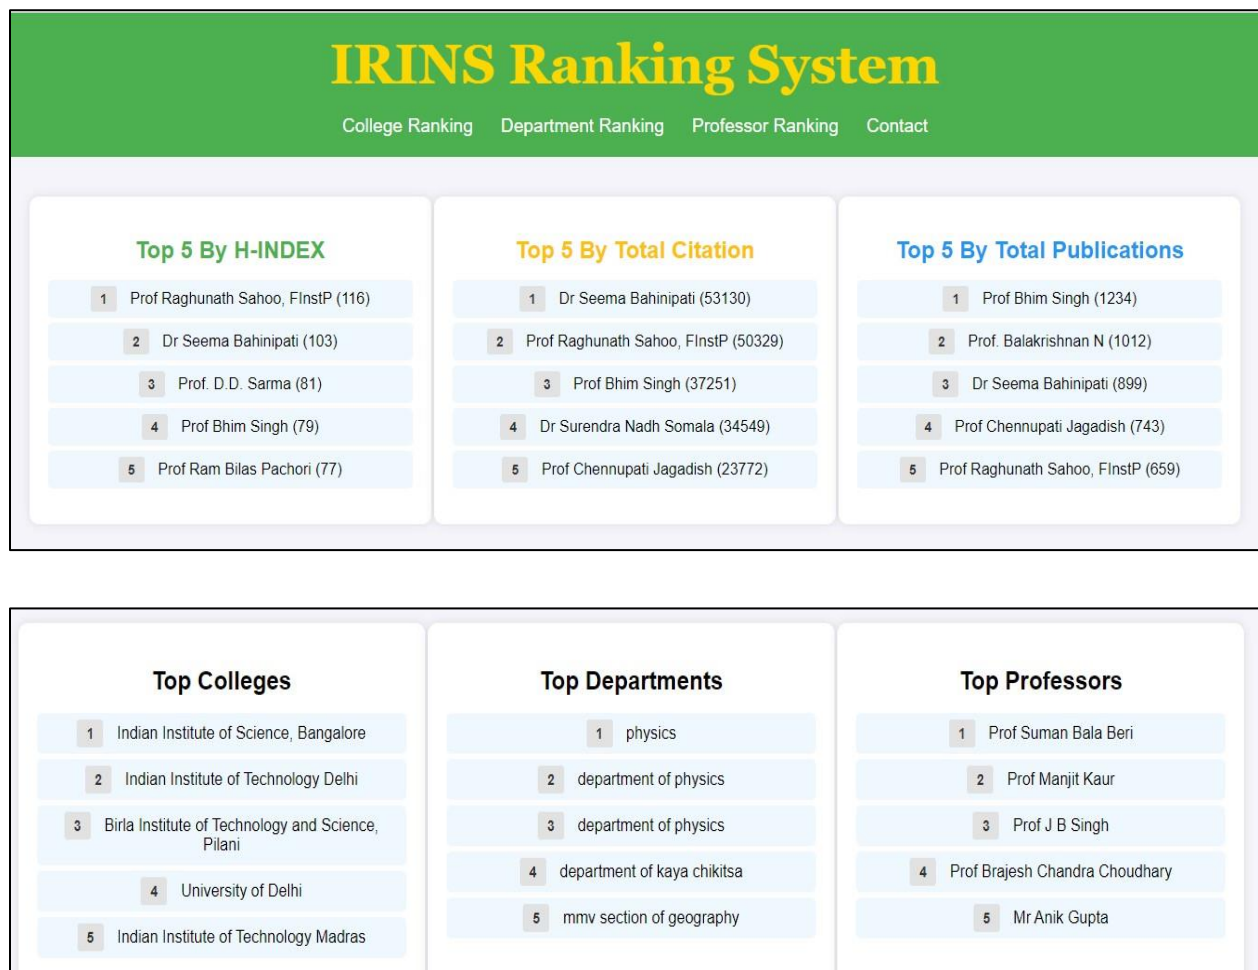 IRINS Ranking System
College Ranking Department Ranking Professor Ranking Contact
Top 5 By H-INDEX
1 Prof Raghunath Sahoo, FInstP (116)
2 Dr Seema Bahinipati (103)
3 Prof. D.D. Sarma (81)
4 Prof Bhim Singh (79)
5 Prof Ram Bilas Pachori (77)
Top 5 By Total Citation
1 Dr Seema Bahinipati (53130)
2 Prof Raghunath Sahoo, FInstP (50329)
3 Prof Bhim Singh (37251)
4 Dr Surendra Nadh Somala (34549)
5 Prof Chennupati Jagadish (23772)
Top 5 By Total Publications
1 Prof Bhim Singh (1234)
2 Prof. Balakrishnan N (1012)
3 Dr Seema Bahinipati (899)
4 Prof Chennupati Jagadish (743)
5 Prof Raghunath Sahoo, FInstP (659)
Top Colleges
1 Indian Institute of Science, Bangalore
2 Indian Institute of Technology Delhi
3 Birla Institute of Technology and Science,
Pilani
4 University of Delhi
5 Indian Institute of Technology Madras
Top Departments
1 physics
2 department of physics
3 department of physics
4 department of kaya chikitsa
5 mmv section of geography
Top Professors
1 Prof Suman Bala Beri
2 Prof Manjit Kaur
3 Prof J B Singh
4 Prof Brajesh Chandra Choudhary
5 Mr Anik Gupta